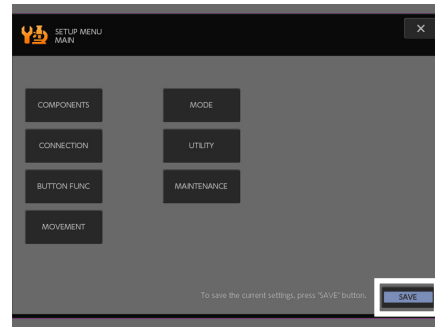 SETUP MENU
MAIN
COMPONENTS
MODE
CONNECTION
UTILITY
BUTTON FUNC
MAINTENANCE
MOVEMENT
To save the current settings, press "SAVE" button.
SAVE